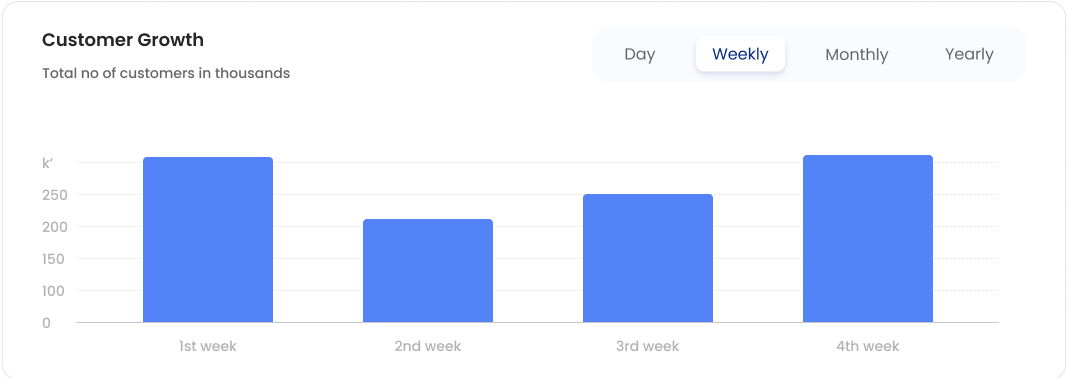 Customer Growth
Total no of customers in thousands
Day Weekly Monthly Yearly
k’
250
200
150
100
0
1st week 2nd week 3rd week 4th week